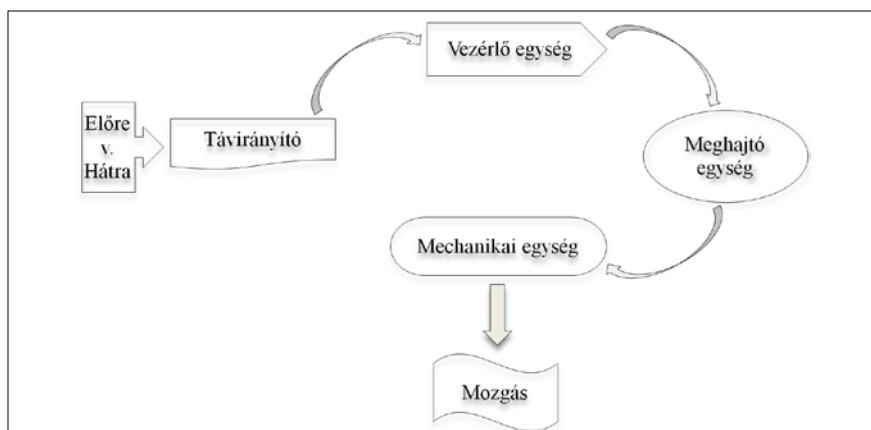 Előre
v.
Hátra
Távirányító
Vezérlő egység
Meghajtó
egység
Mechanikai egység
Mozgás